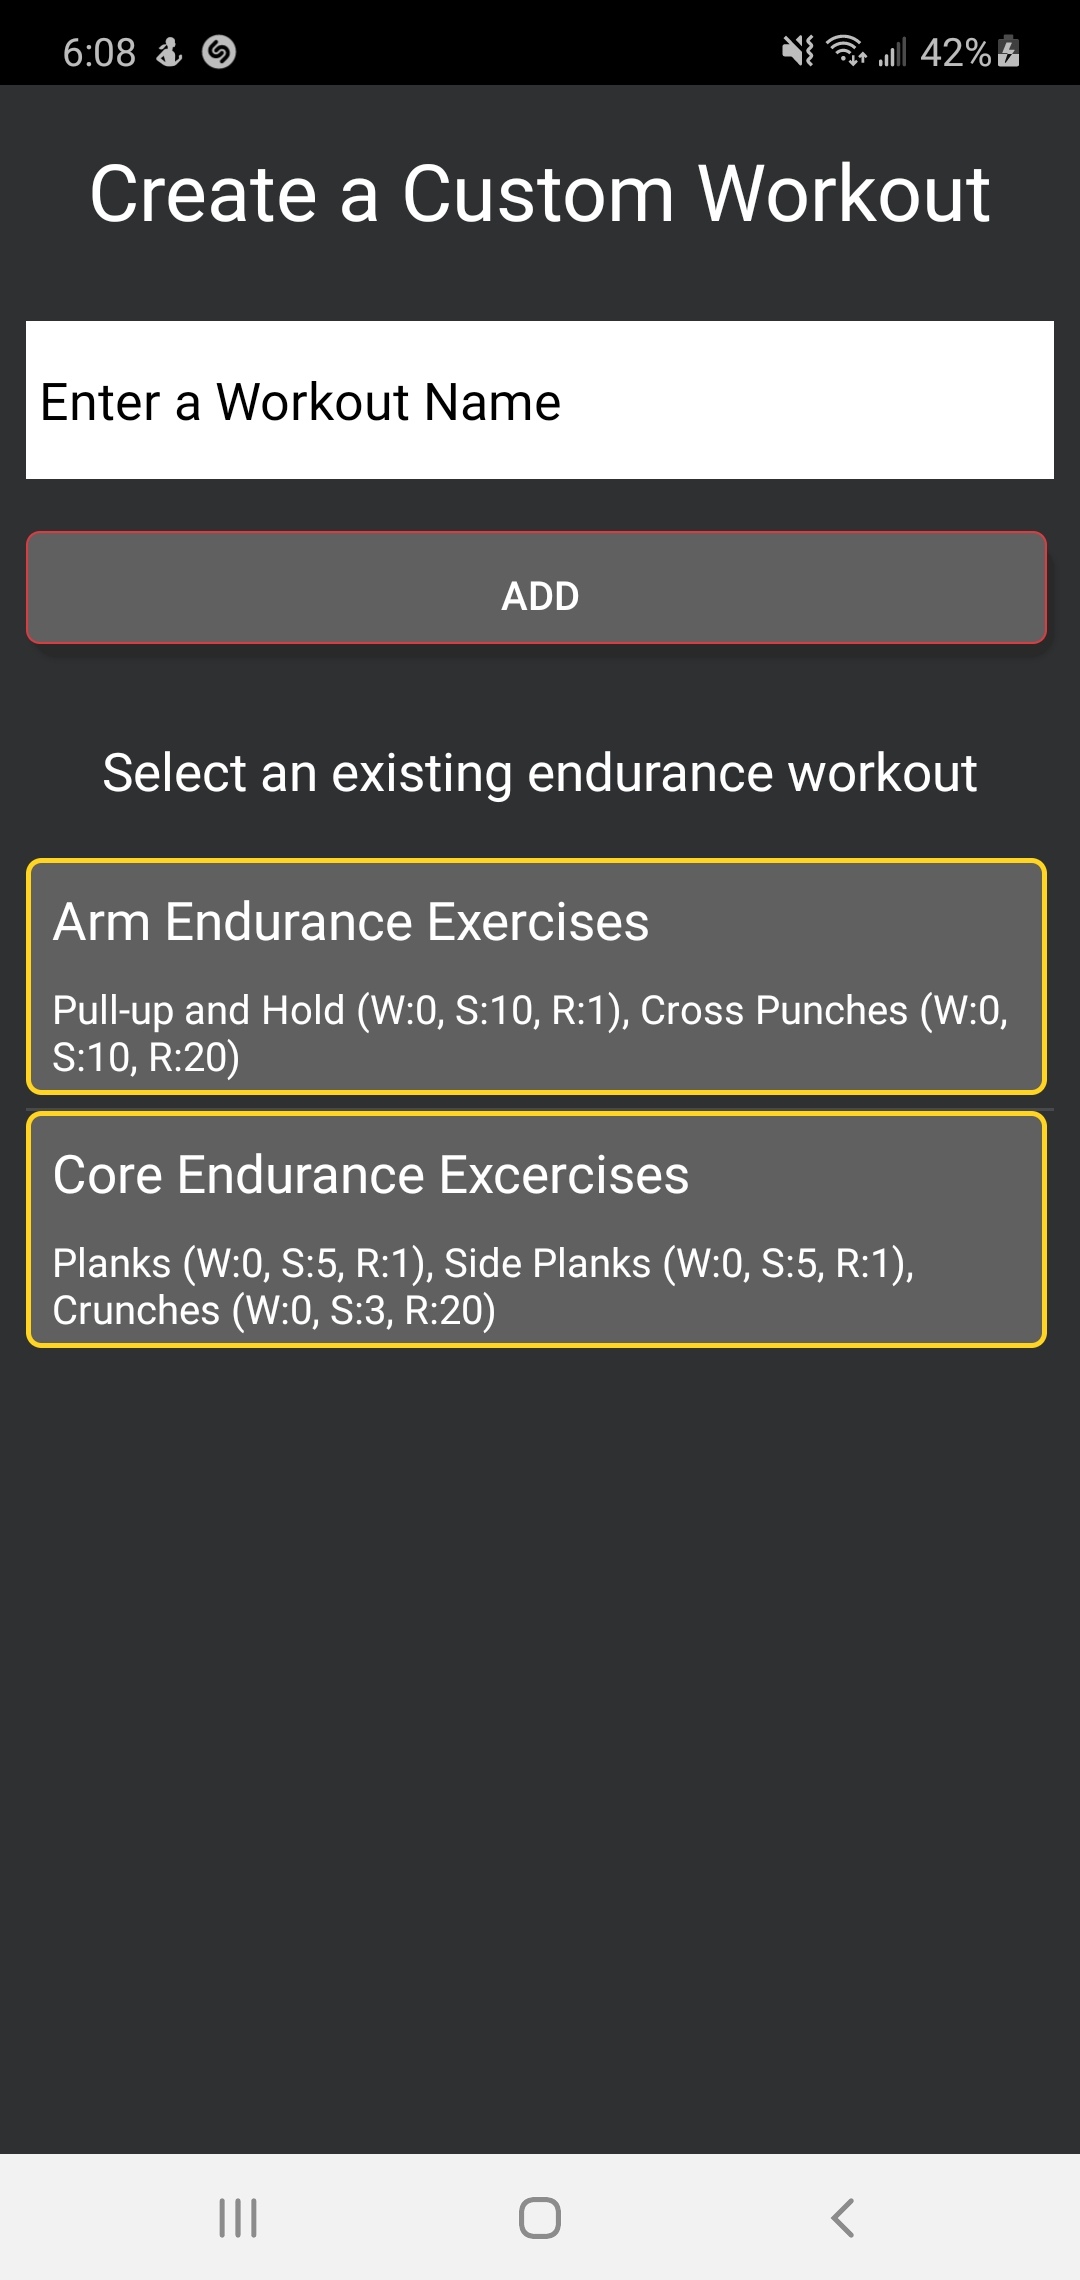 6:08
42%
Create a Custom Workout
Enter a Workout Name
ADD
Select an existing endurance workout
Arm Endurance Exercises
Pull-up and Hold (W:0, S:10, R:1), Cross Punches (W:0,
S:10, R:20)
Core Endurance Excercises
Planks (W:0, S:5, R:1), Side Planks (W:0, S:5, R:1),
Crunches (W:0, S:3, R:20)